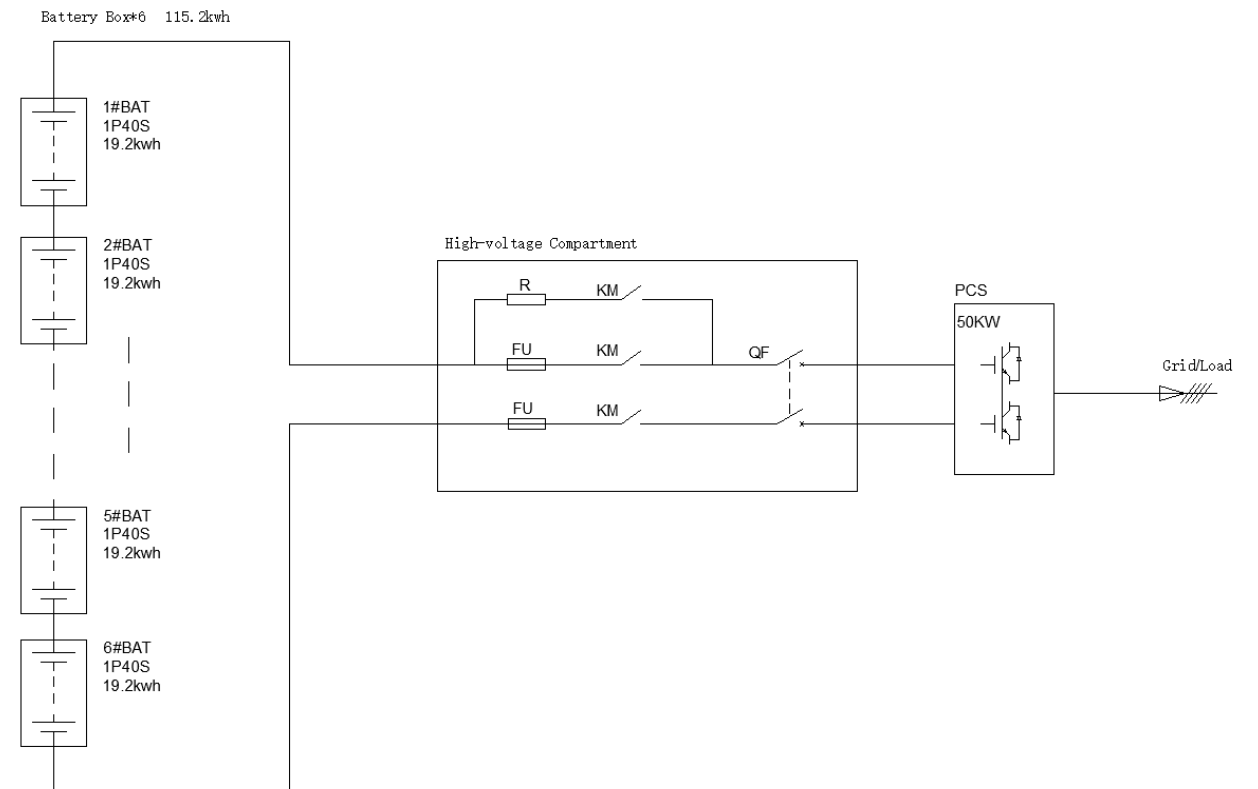 Battery Box*6 115.2kwh
1#BAT
1P40S
19.2kwh
2#BAT
1P40S
19.2kwh
5#BAT
1P40S
19.2kwh
6#BAT
1P40S
19.2kwh
High-voltage Compartment
R
KM
FU
KM
QF
FU
KM
PCS
50KW
Grid/Load